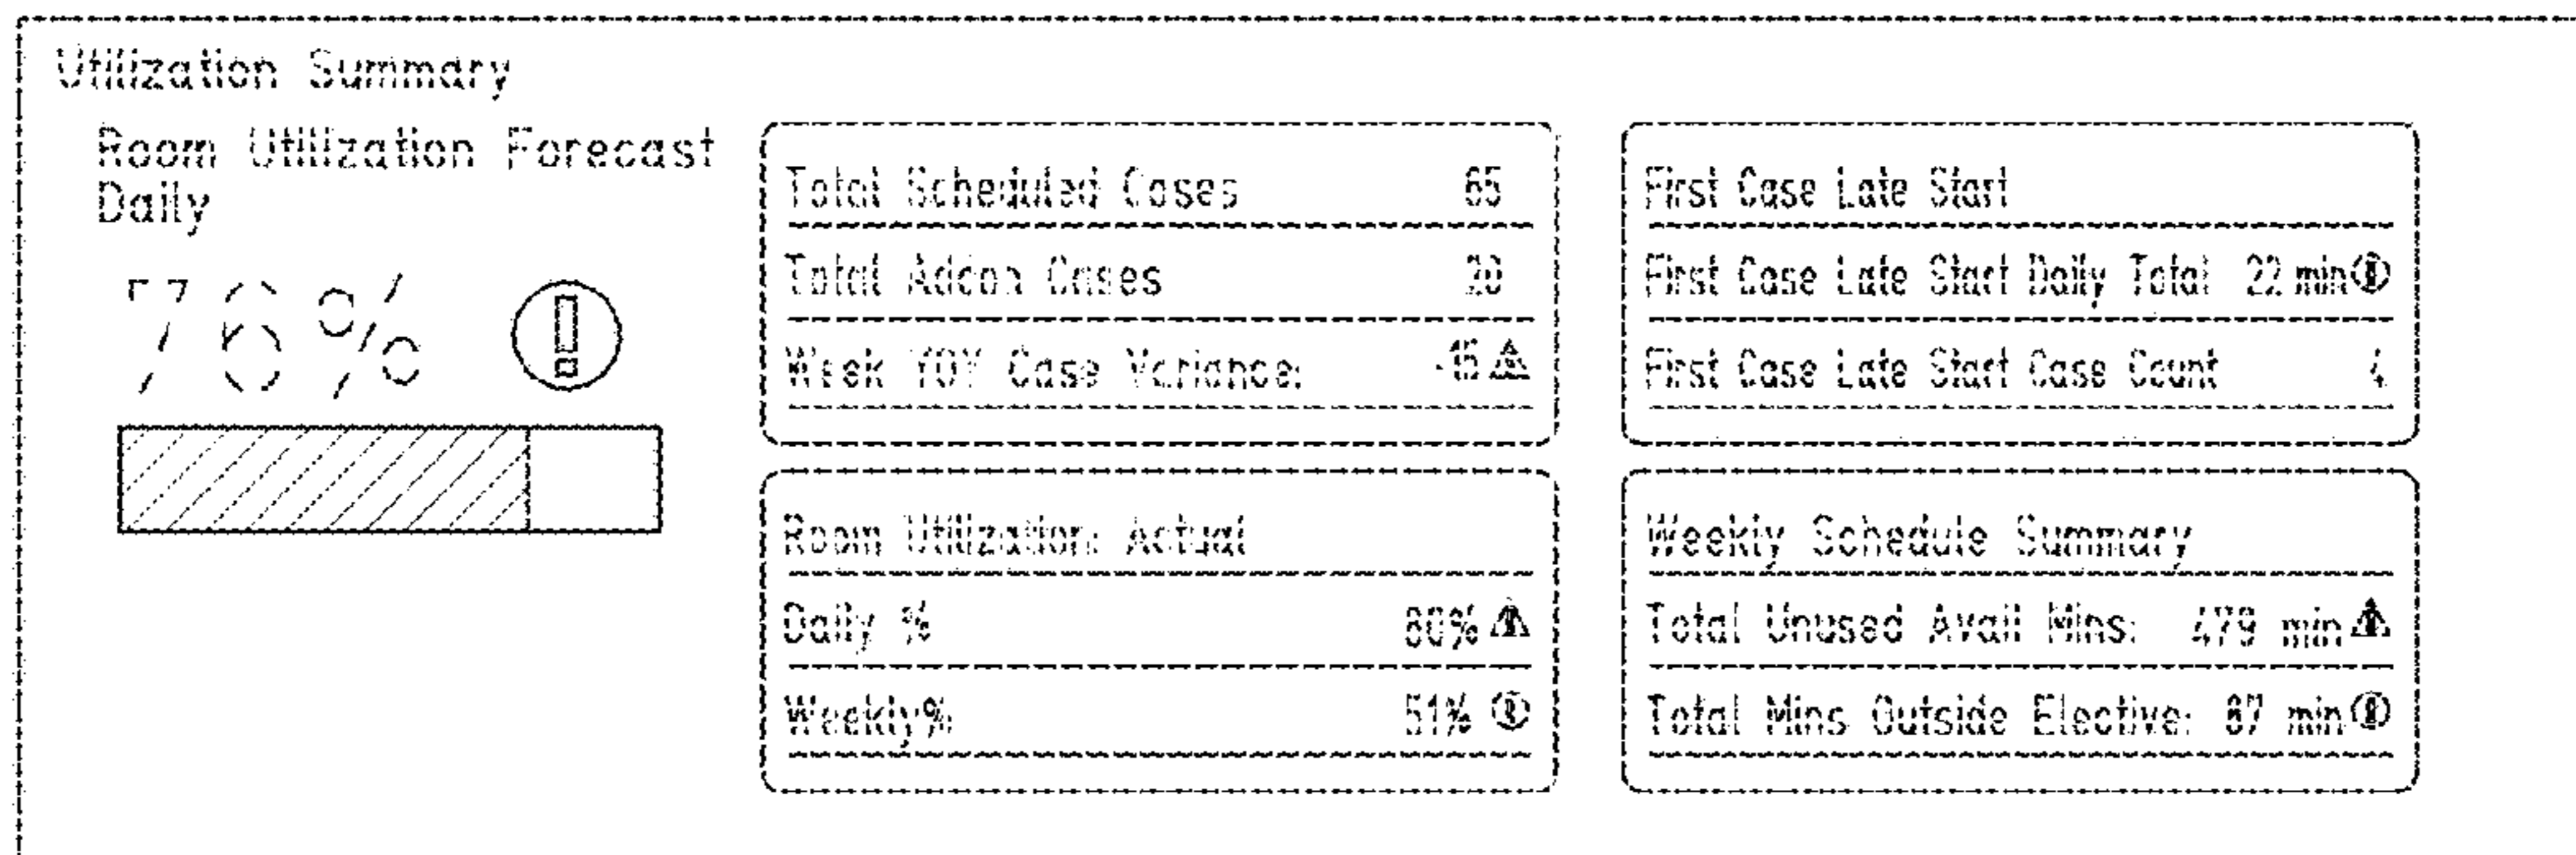 Utilization Summary
Room Utilization Forecast
Daily
76%
Total Scheduled Cases 65
Total Addon Cases 20
Week YOY Case Variance: -15
First Case Late Start
First Case Late Start Daily Total 22 min
First Case Late Start Case Count 4
Room Utilization: Actual
Daily % 80%
Weekly% 51%
Weekly Schedule Summary
Total Unused Avail Mins: 479 min
Total Mins Outside Elective: 87 min